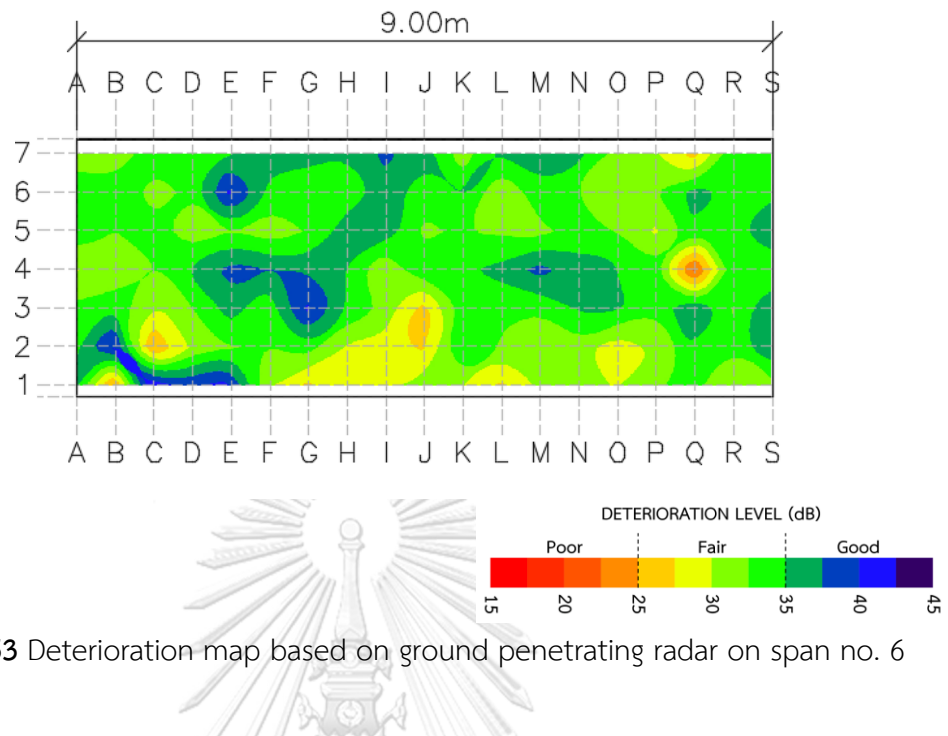 9.00m
A B C D E F G H I J K L M N O P Q R S
7
6
5
4
3
2
1
A B C D E F G H I J K L M N O P Q R S
DETERIORATION LEVEL (dB)
Poor Fair Good
15 20 25 30 35 40 45
53 Deterioration map based on ground penetrating radar on span no. 6